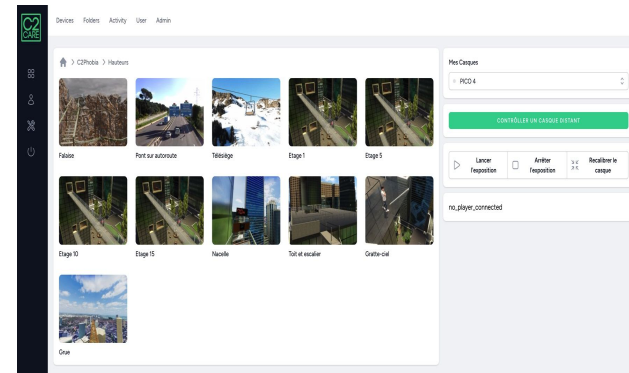 C2
CARE
Devices Folders Activity User Admin
C2Phobia > Hauteurs
Falaise
Pont sur autoroute
Télésiège
Etage 1
Etage 5
Etage 10
Etage 15
Nacelle
Toit et escalier
Gratte-ciel
Grue
Mes Casques
PICO 4
CONTRÔLLER UN CASQUE DISTANT
Lancer
l'exposition
Arrêter
l'exposition
Recalibrer le
casque
no_player_connected